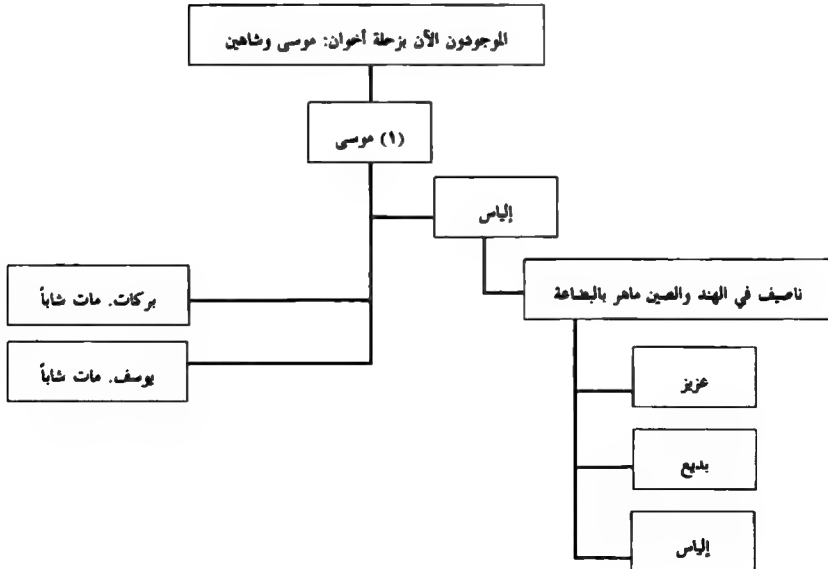 الموجودون الآن بزحلة أخوان: موسى وشاهين
(١) موسى
إلياس
ناصيف في الهند والصين ماهر بالبضاعة
بركات. مات شاباً
يوسف. مات شاباً
عزيز
بديع
إلياس